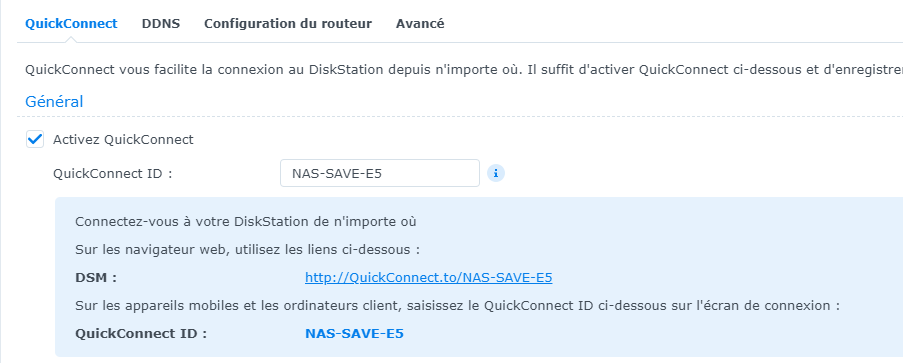 QuickConnect DDNS Configuration du routeur Avancé
QuickConnect vous facilite la connexion au DiskStation depuis n'importe où. Il suffit d'activer QuickConnect ci-dessous et d'enregistrer
Général
Activez QuickConnect
QuickConnect ID : NAS-SAVE-E5
Connectez-vous à votre DiskStation de n'importe où
Sur les navigateur web, utilisez les liens ci-dessous :
DSM : http://QuickConnect.to/NAS-SAVE-E5
Sur les appareils mobiles et les ordinateurs client, saisissez le QuickConnect ID ci-dessous sur l'écran de connexion :
QuickConnect ID : NAS-SAVE-E5